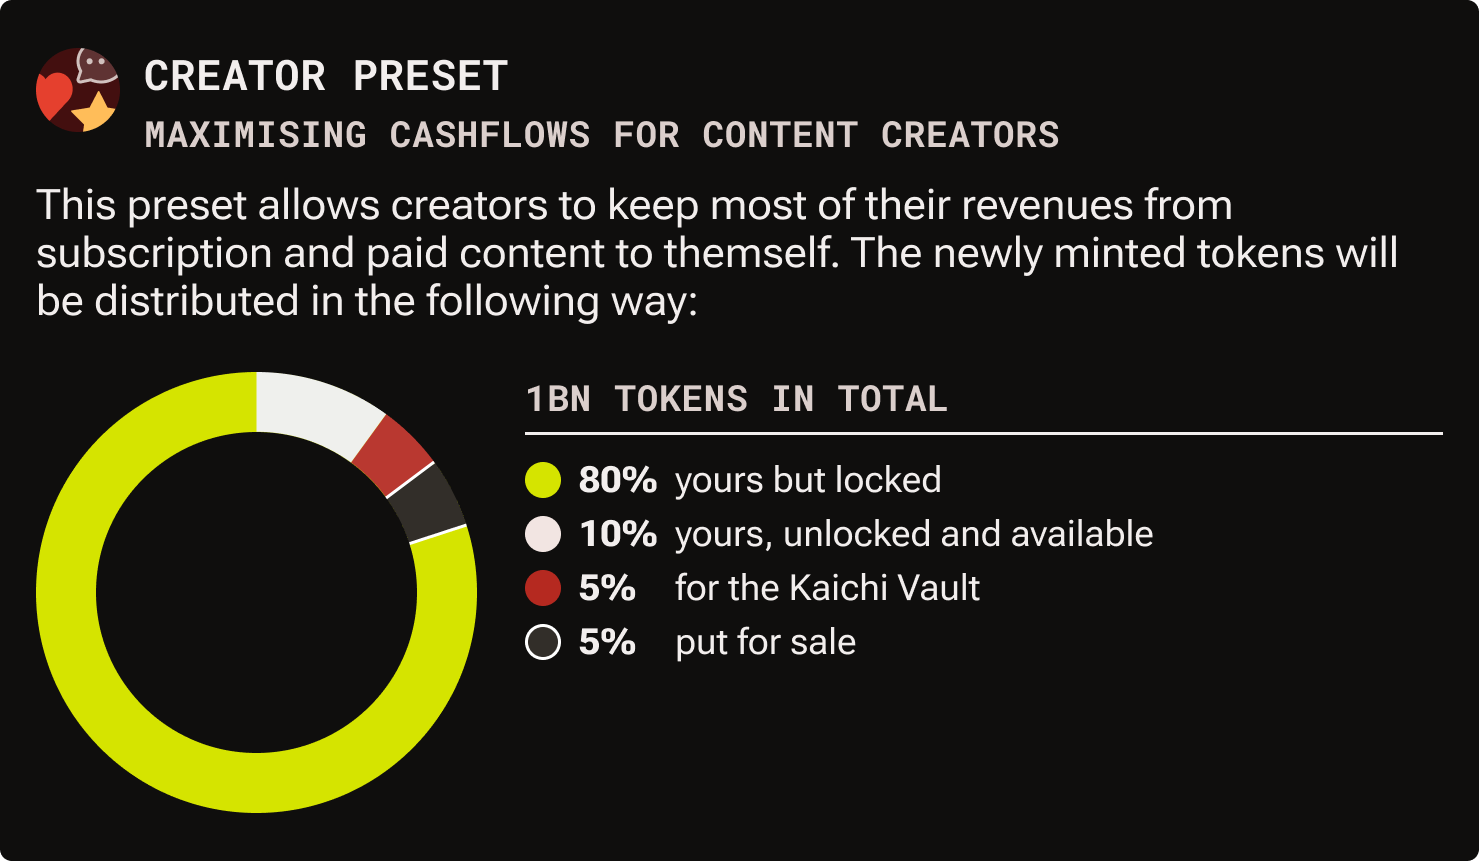 CREATOR PRESET
MAXIMISING CASHFLOWS FOR CONTENT CREATORS
This preset allows creators to keep most of their revenues from
subscription and paid content to themself. The newly minted tokens will
be distributed in the following way:
1BN TOKENS IN TOTAL
80% yours but locked
10% yours, unlocked and available
5% for the Kaichi Vault
5% put for sale